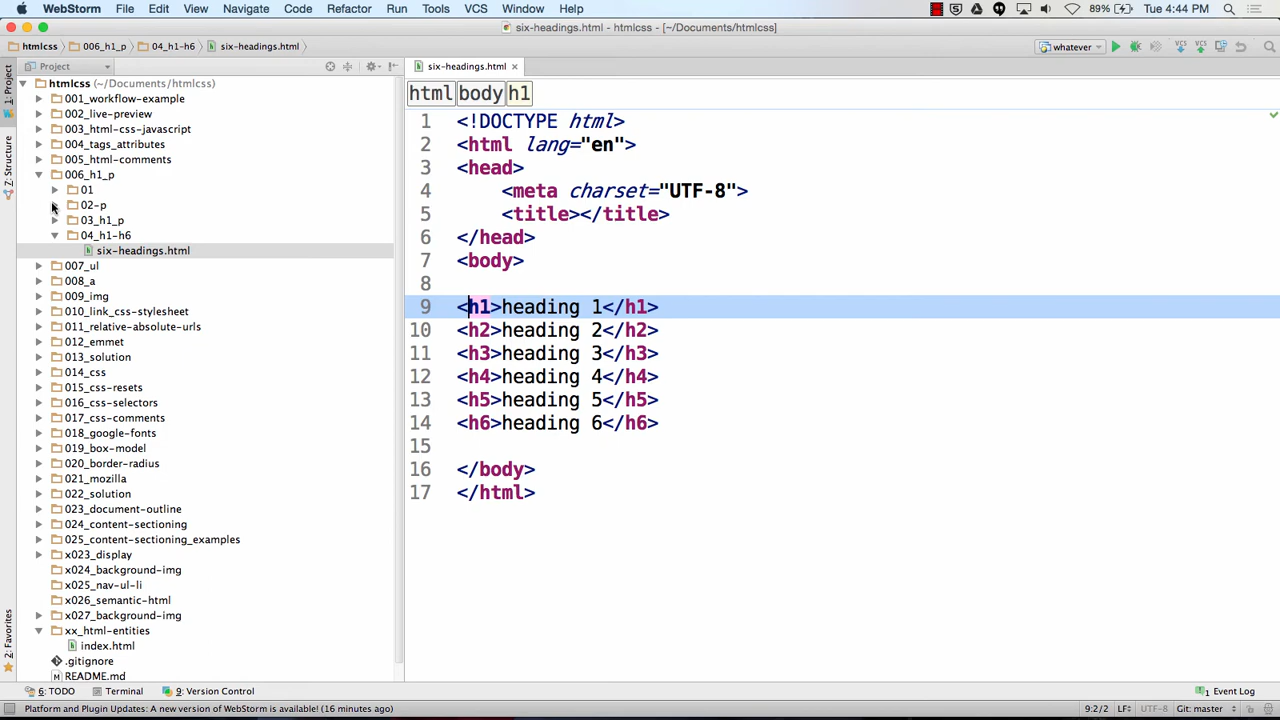 WebStorm File Edit View Navigate Code Refactor Run Tools VCS Window Help 89% Tue 4:44 PM
six-headings.html - htmlcss - [~/Documents/htmlcss]
htmlcss 006_h1_p 04_h1-h6 six-headings.html whatever
Project six-headings.html
1: Project
Z: Structure
2: Favorites
htmlcss (~/Documents/htmlcss)
001_workflow-example
002_live-preview
003_html-css-javascript
004_tags_attributes
005_html-comments
006_h1_p
01
02-p
03_h1_p
04_h1-h6
six-headings.html
007_ul
008_a
009_img
010_link_css-stylesheet
011_relative-absolute-urls
012_emmet
013_solution
014_css
015_css-resets
016_css-selectors
017_css-comments
018_google-fonts
019_box-model
020_border-radius
021_mozilla
022_solution
023_document-outline
024_content-sectioning
025_content-sectioning_examples
x023_display
x024_background-img
x025_nav-ul-li
x026_semantic-html
x027_background-img
xx_html-entities
index.html
.gitignore
README.md
html body h1
1 <!DOCTYPE html>
2 <html lang="en">
3 <head>
4 <meta charset="UTF-8">
5 <title></title>
6 </head>
7 <body>
8
9 <h1>heading 1</h1>
10 <h2>heading 2</h2>
11 <h3>heading 3</h3>
12 <h4>heading 4</h4>
13 <h5>heading 5</h5>
14 <h6>heading 6</h6>
15
16 </body>
17 </html>
6: TODO Terminal 9: Version Control 1 Event Log
Platform and Plugin Updates: A new version of WebStorm is available! (16 minutes ago) 9:2/2 LF UTF-8 Git: master